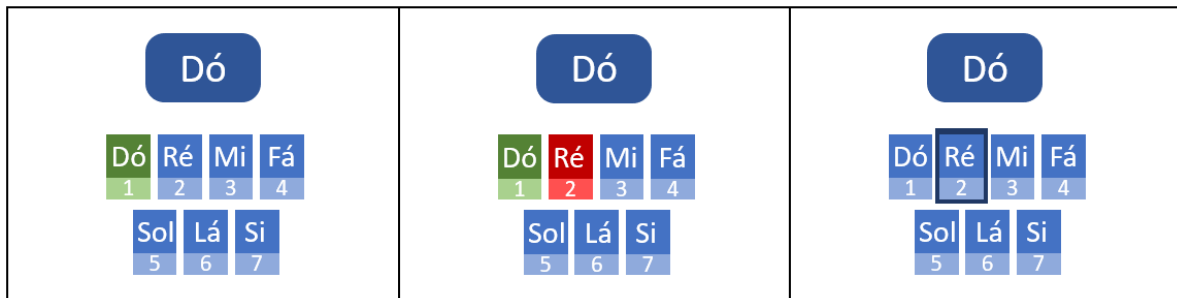 Dó
Dó Ré Mi Fá
1 2 3 4
Sol Lá Si
5 6 7
Dó
Dó Ré Mi Fá
1 2 3 4
Sol Lá Si
5 6 7
Dó
Dó Ré Mi Fá
1 2 3 4
Sol Lá Si
5 6 7